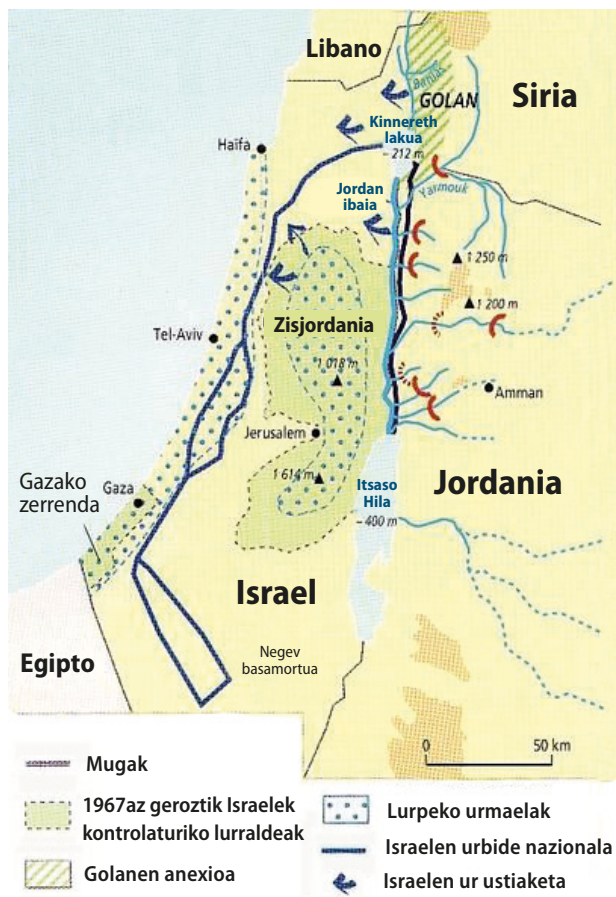 Libano
Banias
GOLAN
Siria
Kinnereth
lakua
Haïfa
– 212 m
Jordan
ibaia
Yarmouk
1 250 m
1 200 m
Zisjordania
Tel-Aviv
1 018 m
Amman
Jerusalem
1 614 m
Gazako
zerrenda
Gaza
Itsaso
Hila
– 400 m
Jordania
Israel
Egipto
Negev
basamortua
0 50 km
Mugak
1967az geroztik Israelek
kontrolaturiko lurraldeak
Golanen anexioa
Lurpeko urmaelak
Israelen urbide nazionala
Israelen ur ustiaketa